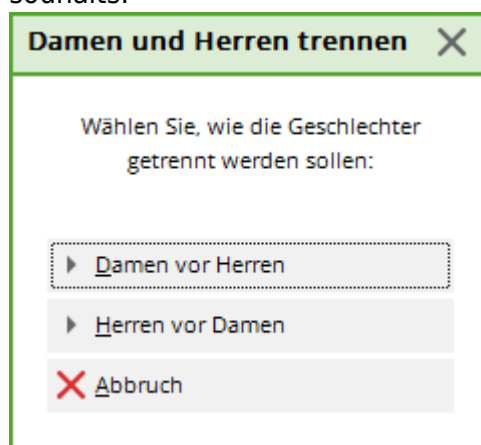 souhaits.
Damen und Herren trennen
Wählen Sie, wie die Geschlechter
getrennt werden sollen:
Damen vor Herren
Herren vor Damen
Abbruch